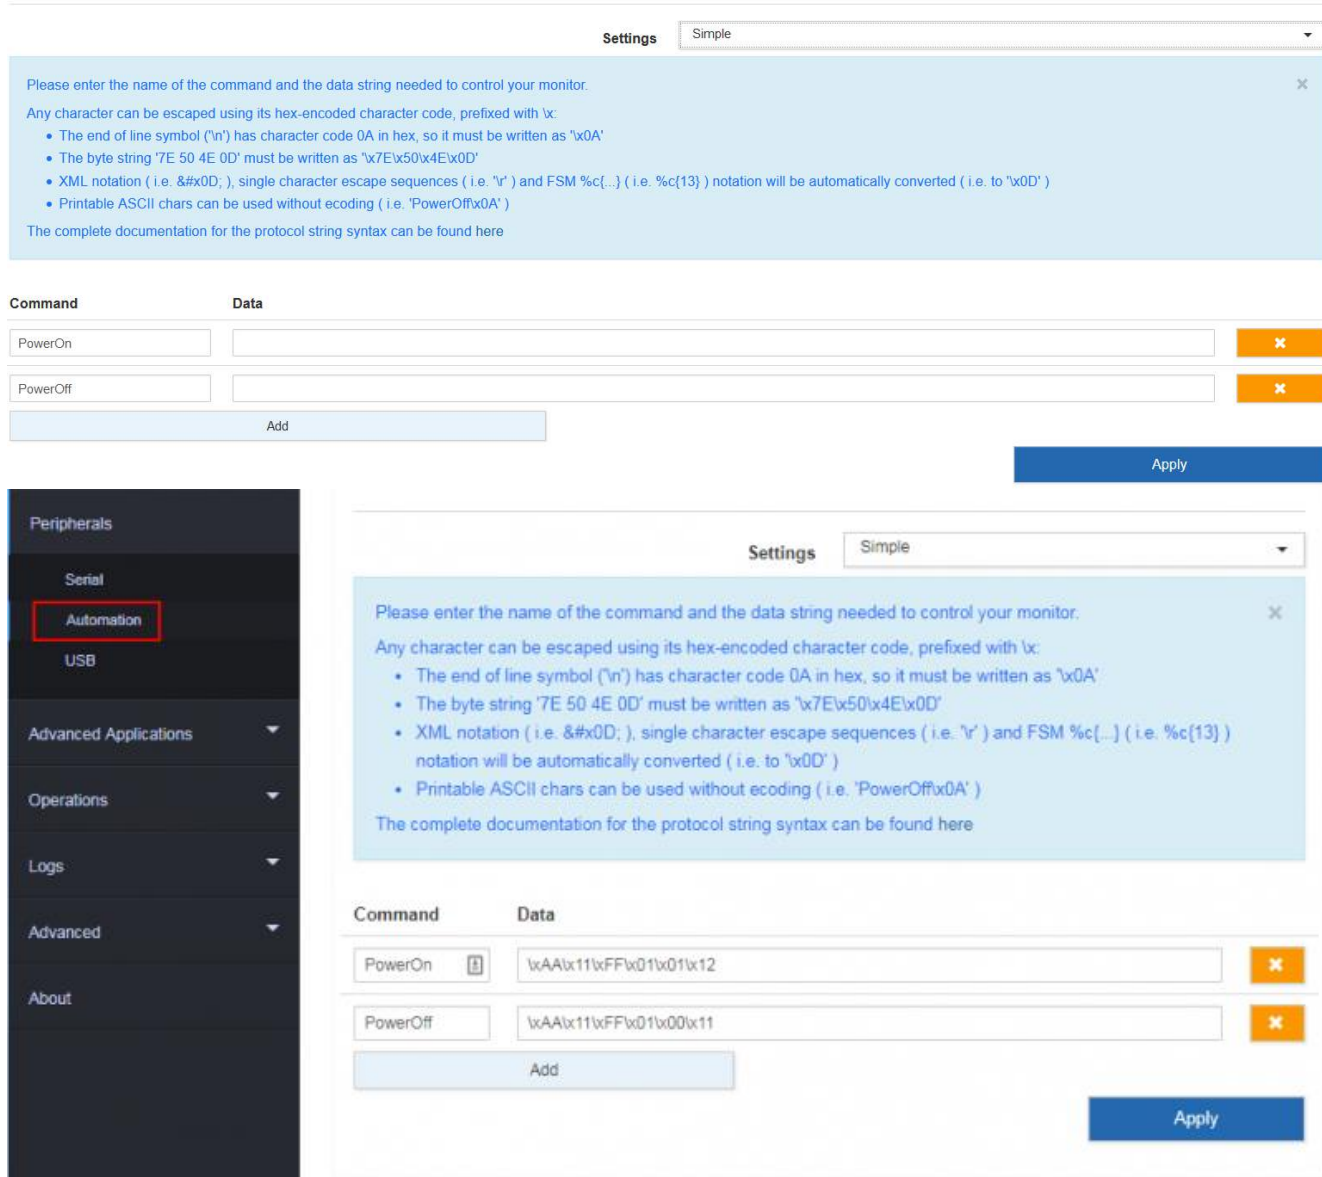 Settings Simple
Please enter the name of the command and the data string needed to control your monitor.
Any character can be escaped using its hex-encoded character code, prefixed with \x:
• The end of line symbol ('\n') has character code 0A in hex, so it must be written as '\x0A'
• The byte string '7E 50 4E 0D' must be written as '\x7E\x50\x4E\x0D'
• XML notation ( i.e. &#x0D; ), single character escape sequences ( i.e. '\r' ) and FSM %c{...} ( i.e. %c{13} ) notation will be automatically converted ( i.e. to '\x0D' )
• Printable ASCII chars can be used without ecoding ( i.e. 'PowerOff\x0A' )
The complete documentation for the protocol string syntax can be found here
Command Data
PowerOn
PowerOff
Add
Apply
Peripherals
Serial
Automation
USB
Advanced Applications
Operations
Logs
Advanced
About
Settings Simple
Please enter the name of the command and the data string needed to control your monitor.
Any character can be escaped using its hex-encoded character code, prefixed with \x:
• The end of line symbol ('\n') has character code 0A in hex, so it must be written as '\x0A'
• The byte string '7E 50 4E 0D' must be written as '\x7E\x50\x4E\x0D'
• XML notation ( i.e. &#x0D; ), single character escape sequences ( i.e. '\r' ) and FSM %c{...} ( i.e. %c{13} )
notation will be automatically converted ( i.e. to '\x0D' )
• Printable ASCII chars can be used without ecoding ( i.e. 'PowerOff\x0A' )
The complete documentation for the protocol string syntax can be found here
Command Data
PowerOn \xAA\x11\xFF\x01\x01\x12
PowerOff \xAA\x11\xFF\x01\x00\x11
Add
Apply